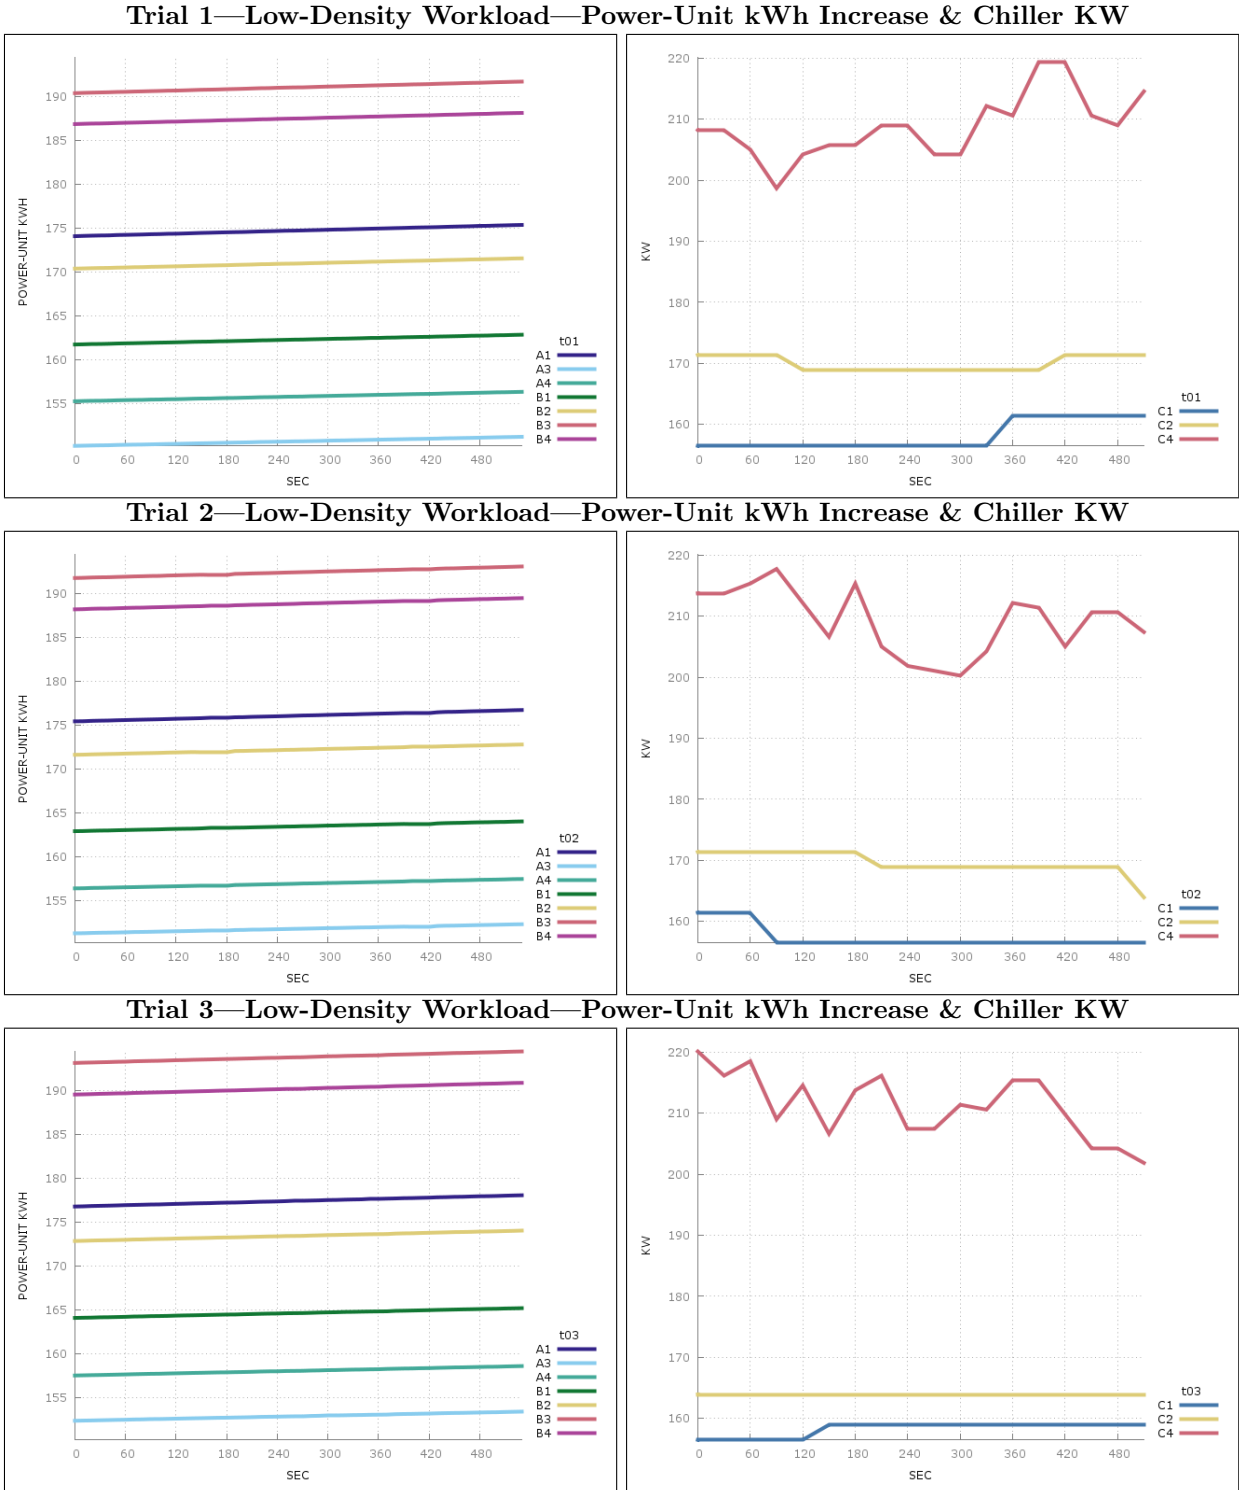 Trial 1—Low-Density Workload—Power-Unit kWh Increase & Chiller KW
POWER-UNIT KWH
190
185
180
175
170
165
160
155
0 60 120 180 240 300 360 420 480
SEC
t01
A1
A3
A4
B1
B2
B3
B4
KW
220
210
200
190
180
170
160
0 60 120 180 240 300 360 420 480
SEC
t01
C1
C2
C4
Trial 2—Low-Density Workload—Power-Unit kWh Increase & Chiller KW
POWER-UNIT KWH
190
185
180
175
170
165
160
155
0 60 120 180 240 300 360 420 480
SEC
t02
A1
A3
A4
B1
B2
B3
B4
KW
220
210
200
190
180
170
160
0 60 120 180 240 300 360 420 480
SEC
t02
C1
C2
C4
Trial 3—Low-Density Workload—Power-Unit kWh Increase & Chiller KW
POWER-UNIT KWH
190
185
180
175
170
165
160
155
0 60 120 180 240 300 360 420 480
SEC
t03
A1
A3
A4
B1
B2
B3
B4
KW
220
210
200
190
180
170
160
0 60 120 180 240 300 360 420 480
SEC
t03
C1
C2
C4